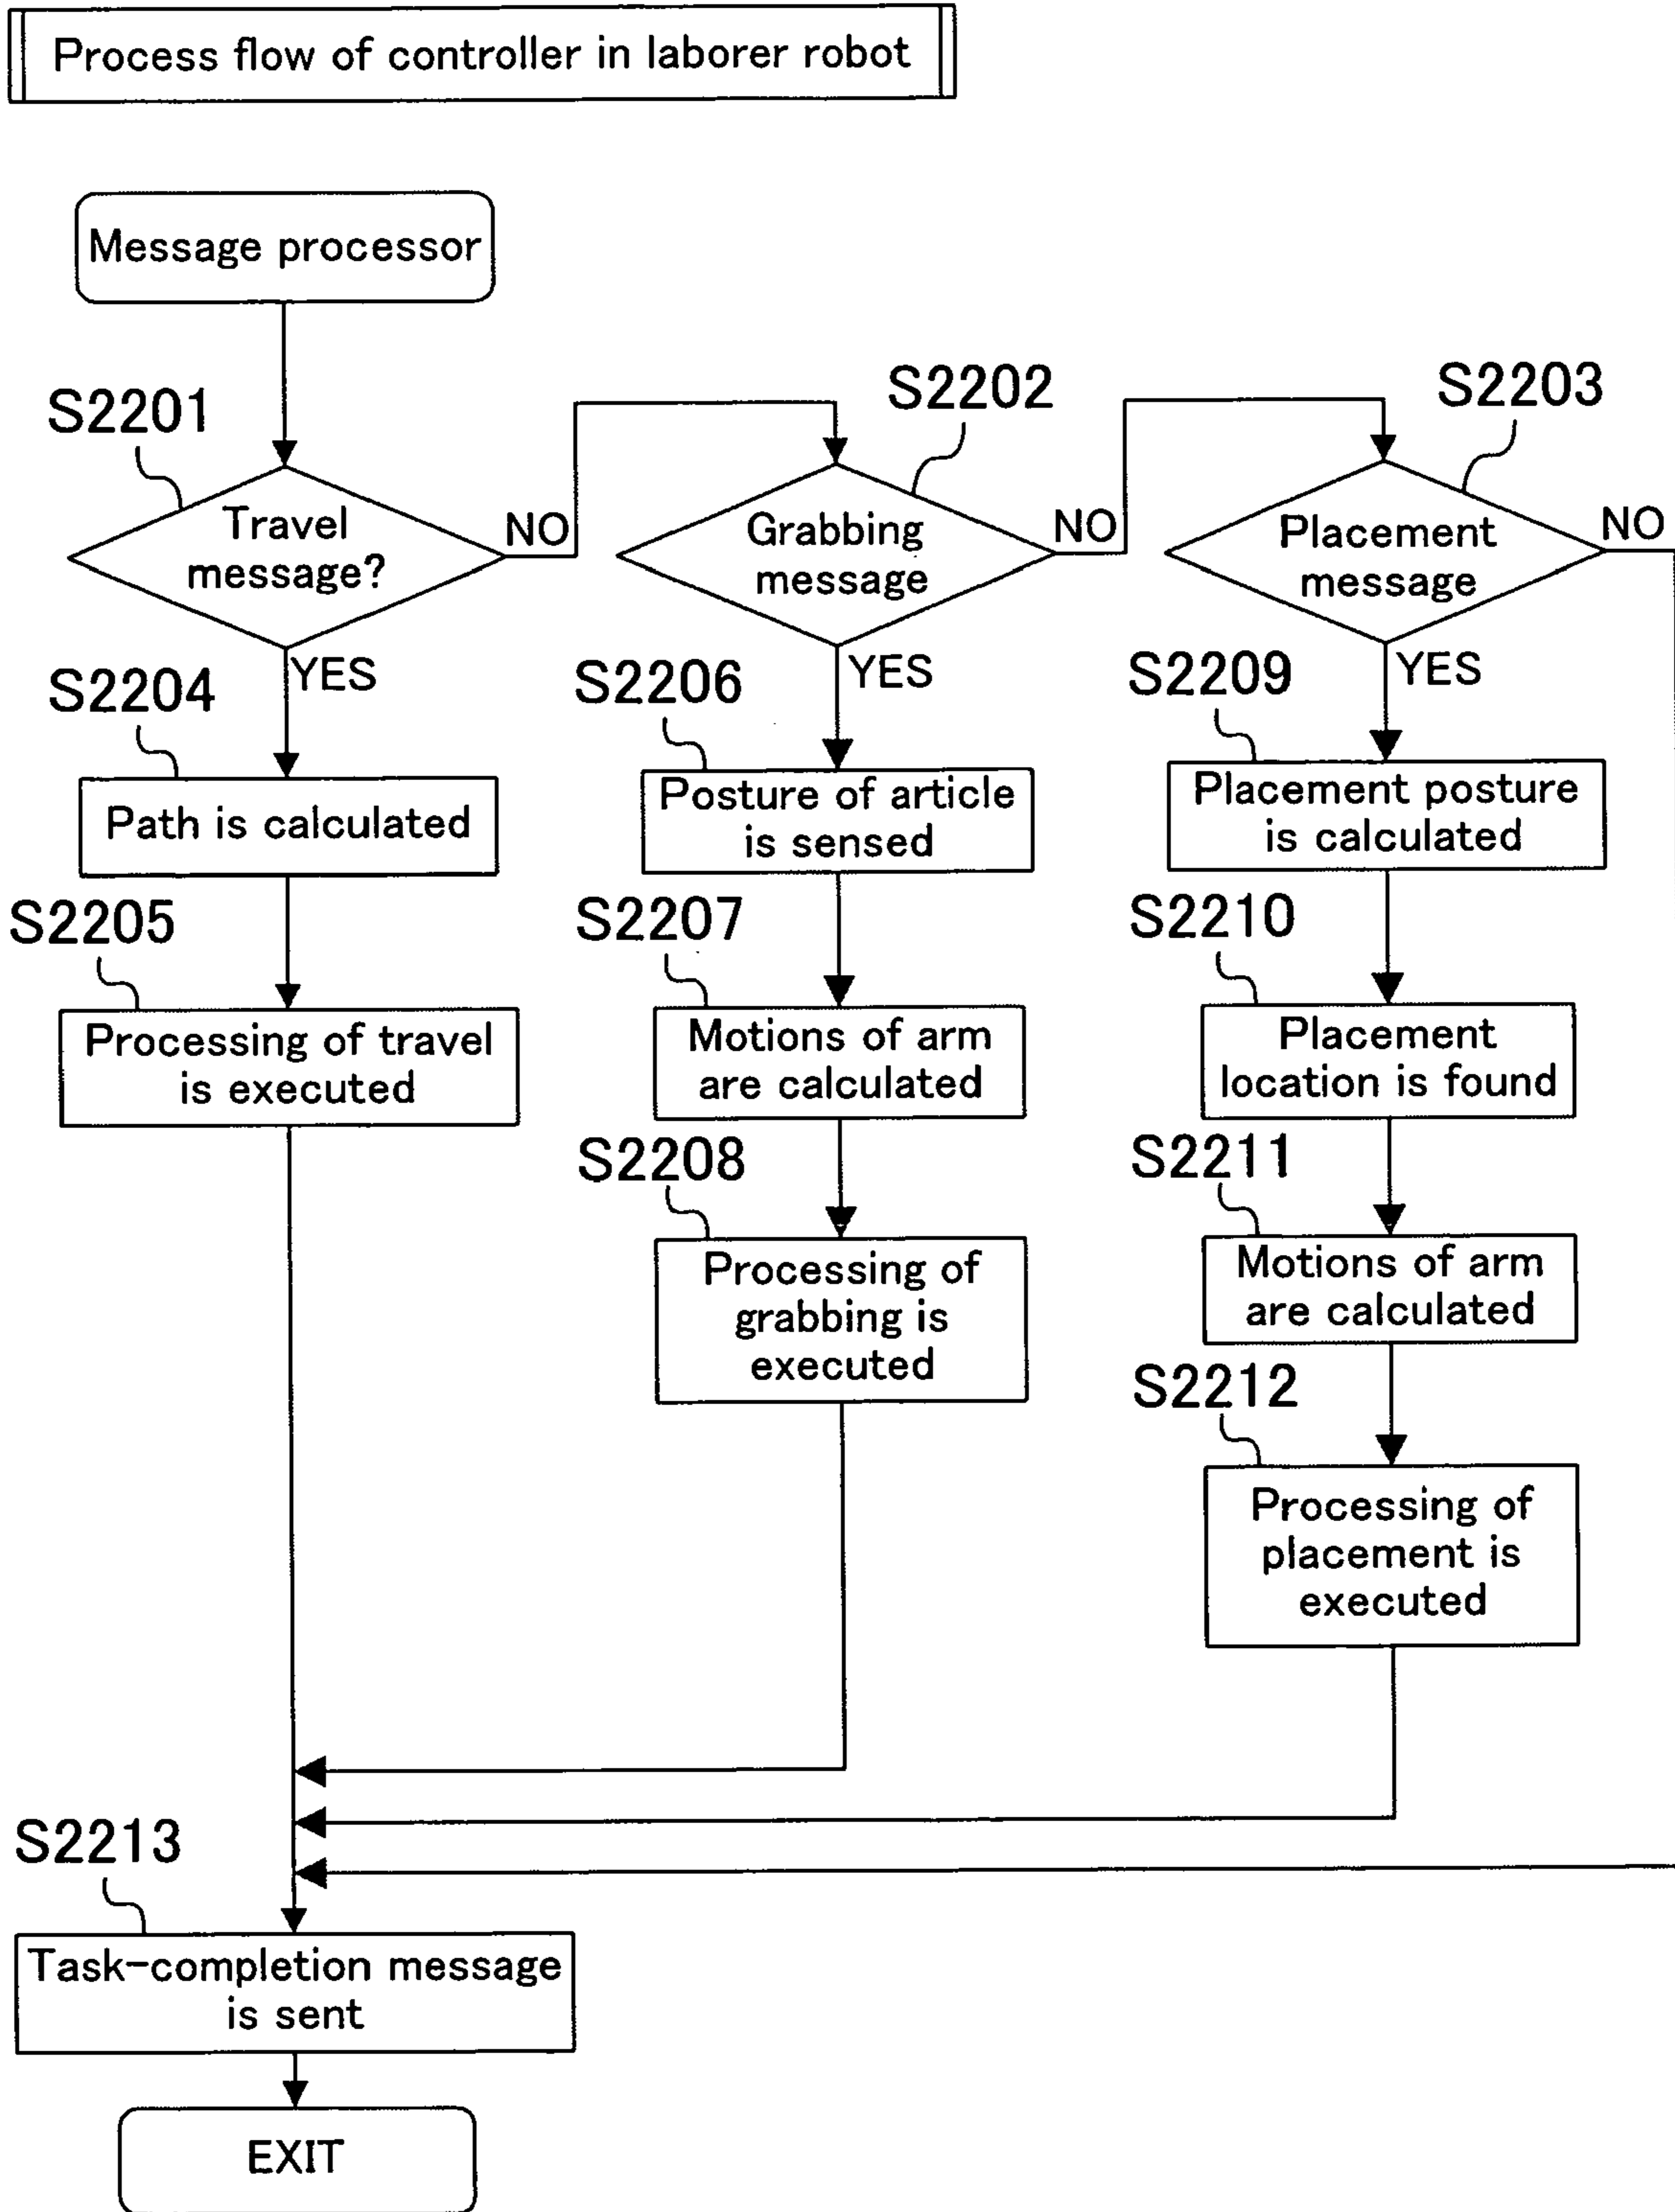 Process flow of controller in laborer robot
Message processor
S2201
S2202
S2203
Travel
message?
NO
Grabbing
message
NO
Placement
message
NO
YES
YES
YES
S2204
S2206
S2209
Path is calculated
Posture of article
is sensed
Placement posture
is calculated
S2205
S2207
S2210
Processing of travel
is executed
Motions of arm
are calculated
Placement
location is found
S2208
S2211
Processing of
grabbing is
executed
Motions of arm
are calculated
S2212
Processing of
placement is
executed
S2213
Task-completion message
is sent
EXIT